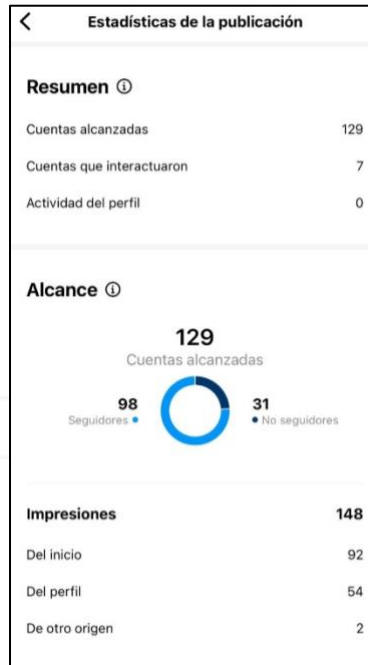 Estadísticas de la publicación
Resumen
Cuentas alcanzadas 129
Cuentas que interactuaron 7
Actividad del perfil 0
Alcance
129
Cuentas alcanzadas
98 31
Seguidores • • No seguidores
Impresiones 148
Del inicio 92
Del perfil 54
De otro origen 2